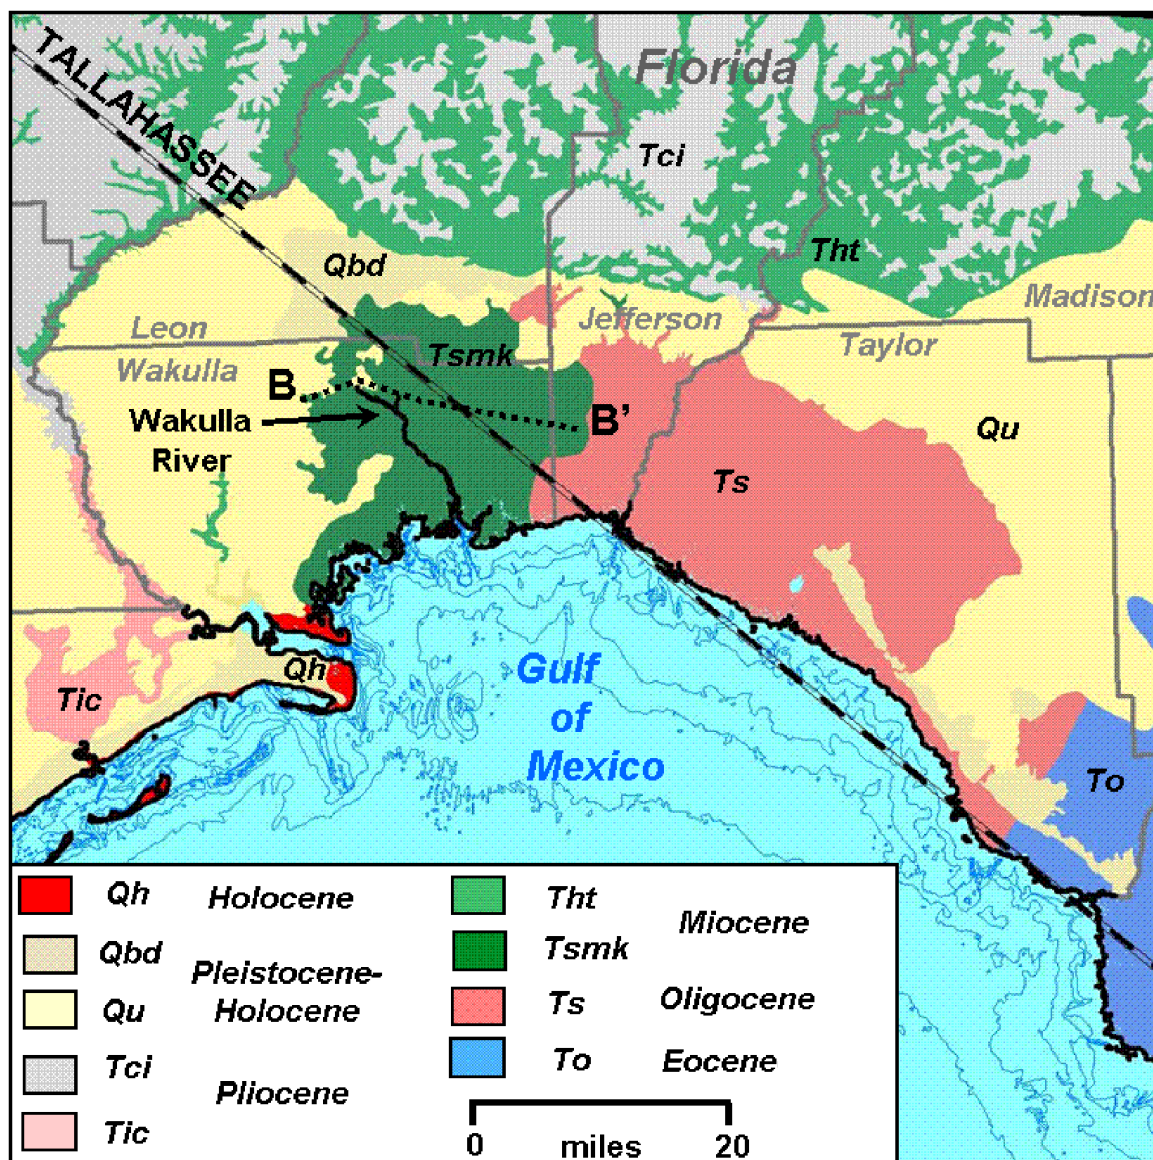 Florida
TALLAHASSEE
Tci
Tht
Qbd
Madison
Leon
Jefferson
Taylor
Wakulla
Tsmk
B
B’
Wakulla
River
Qu
Ts
Qh
Gulf
of
Mexico
Tic
To
Qh Holocene
Qbd
Pleistocene-
Qu Holocene
Tci
Pliocene
Tic
Tht
Miocene
Tsmk
Ts Oligocene
To Eocene
0 miles 20